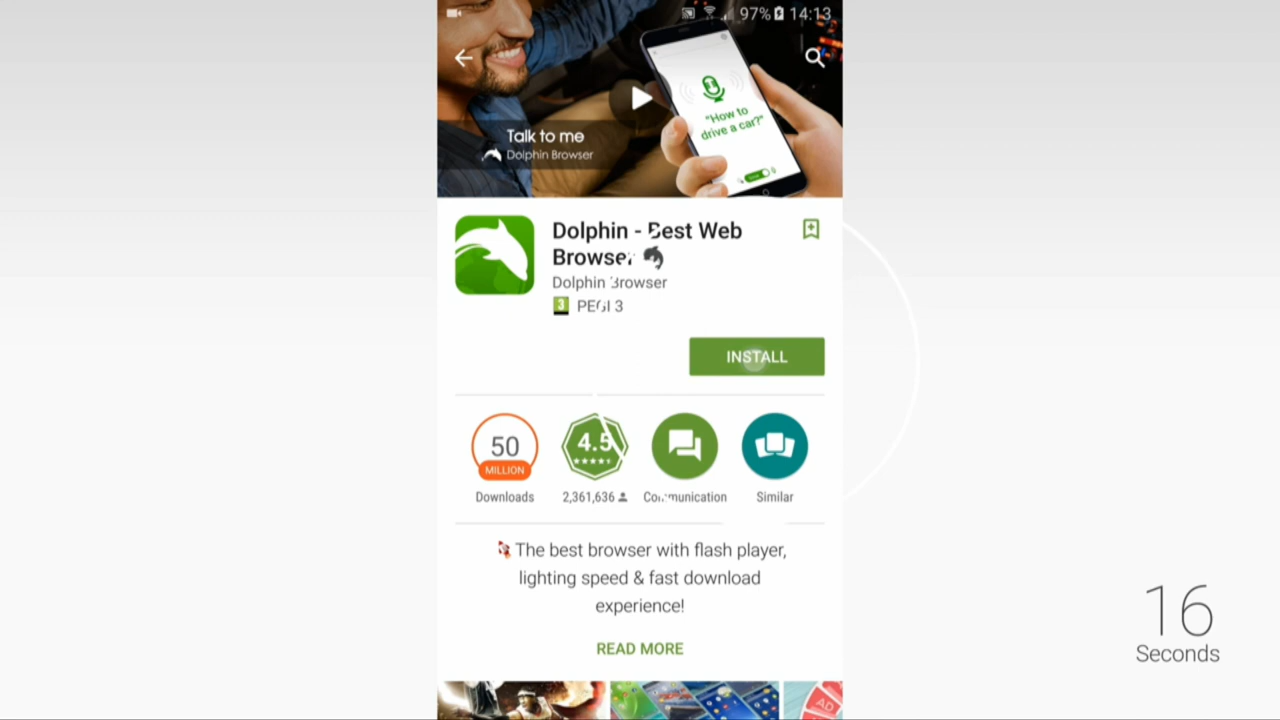 97% 14:13
"How to
drive a car?"
Talk to me
Dolphin Browser
Dolphin - Best Web
Browser
Dolphin Browser
3 PEGI 3
INSTALL
50
MILLION
4.5
Downloads
2,361,636
Communication
Similar
The best browser with flash player,
lighting speed & fast download
experience!
READ MORE
AD
16
Seconds